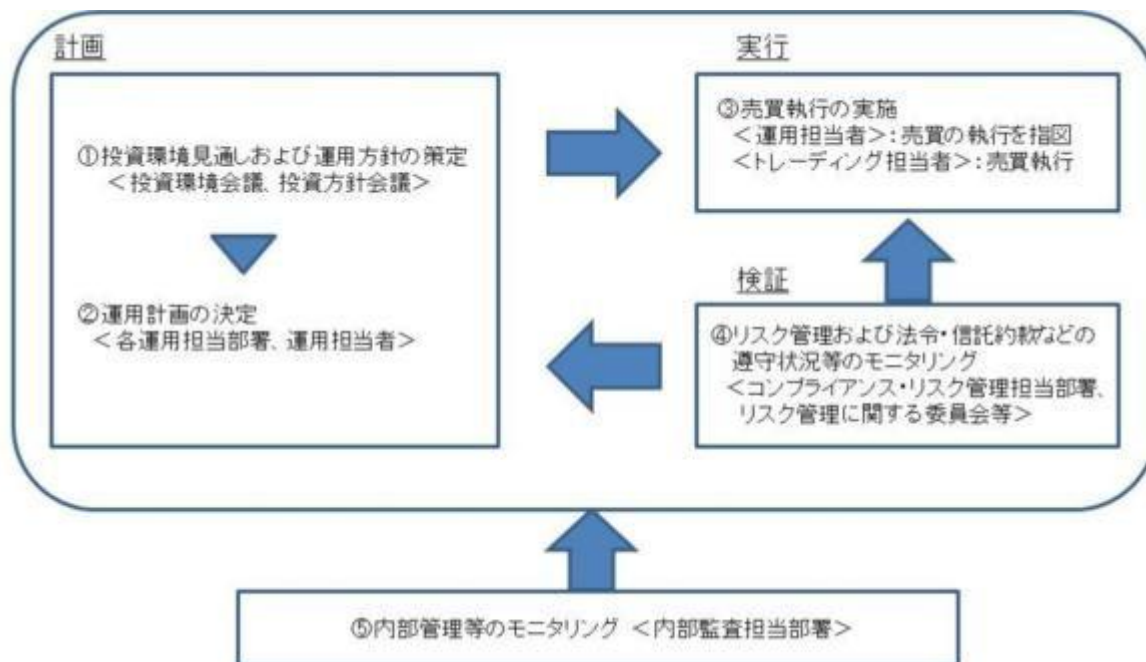 計画
①投資環境見通しおよび運用方針の策定
＜投資環境会議、投資方針会議＞
②運用計画の決定
＜各運用担当部署、運用担当者＞
実行
③売買執行の実施
＜運用担当者＞：売買の執行を指図
＜トレーディング担当者＞：売買執行
検証
④リスク管理および法令・信託約款などの
遵守状況等のモニタリング
＜コンプライアンス・リスク管理担当部署、
リスク管理に関する委員会等＞
⑤内部管理等のモニタリング ＜内部監査担当部署＞